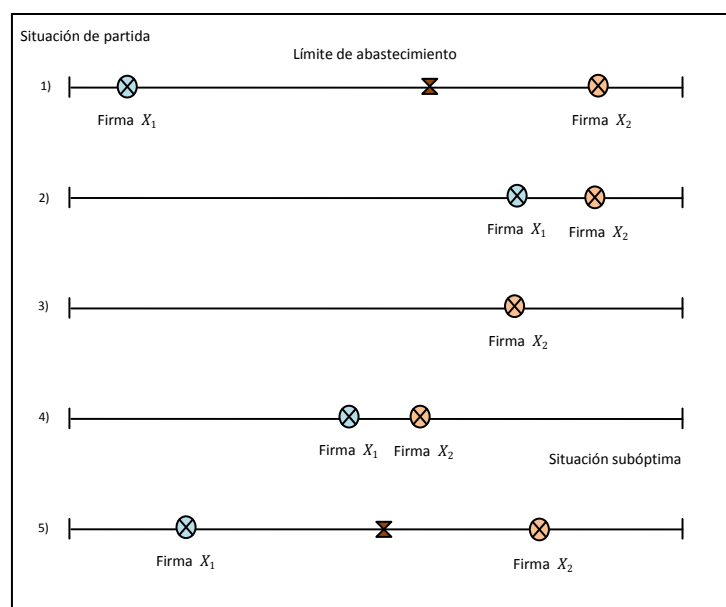 Situación de partida
Límite de abastecimiento
1)
Firma X₁ Firma X₂
2)
Firma X₁ Firma X₂
3)
Firma X₂
4)
Firma X₁ Firma X₂
Situación subóptima
5)
Firma X₁ Firma X₂